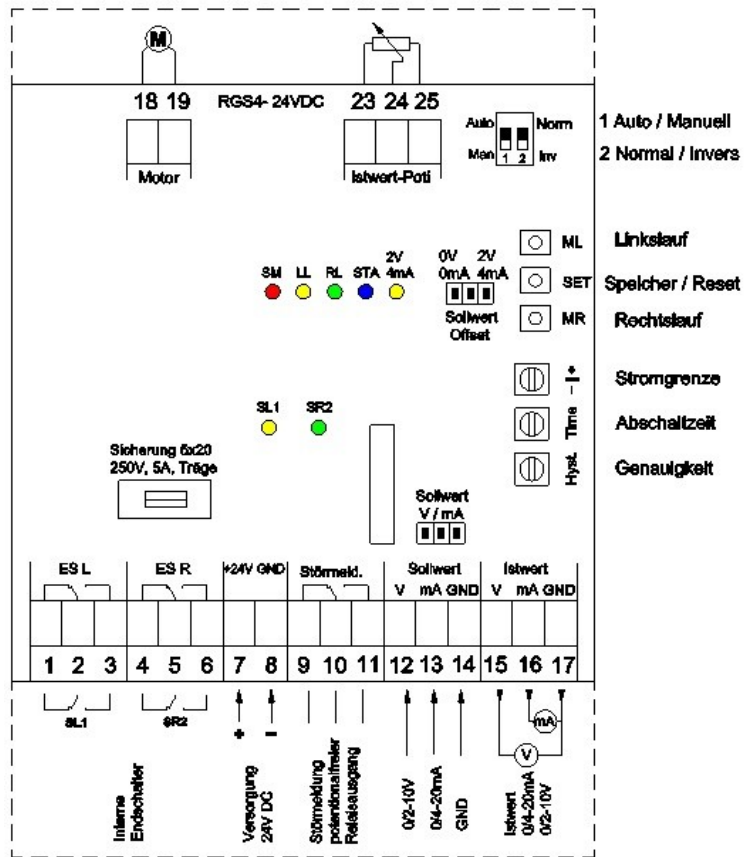 M
18 19 RGS4- 24VDC 23 24 25
Auto Norm 1 Auto / Manuell
Man 1 2 Inv 2 Normal / Invers
Motor Istwert-Poti
ML Linkslauf
2V 0V 2V
SM LL RL STA 4mA 0mA 4mA
SET Speicher / Reset
Sollwert
Offset
MR Rechtslauf
- + Stromgrenze
SL1 SR2
Time Abschaltzeit
Sicherung 5x20
250V, 5A, Träge
Hyst. Genauigkeit
Sollwert
V / mA
ES L ES R +24V GND Störmeld. Sollwert Istwert
V mA GND V mA GND
1 2 3 4 5 6 7 8 9 10 11 12 13 14 15 16 17
SL1 SR2
+ -
mA
V
Interne
Endschalter
Versorgung
24V DC
Störmeldung
potentionalfreier
Relaisausgang
0/2-10V
0/4-20mA
GND
Istwert
0/4-20mA
0/2-10V